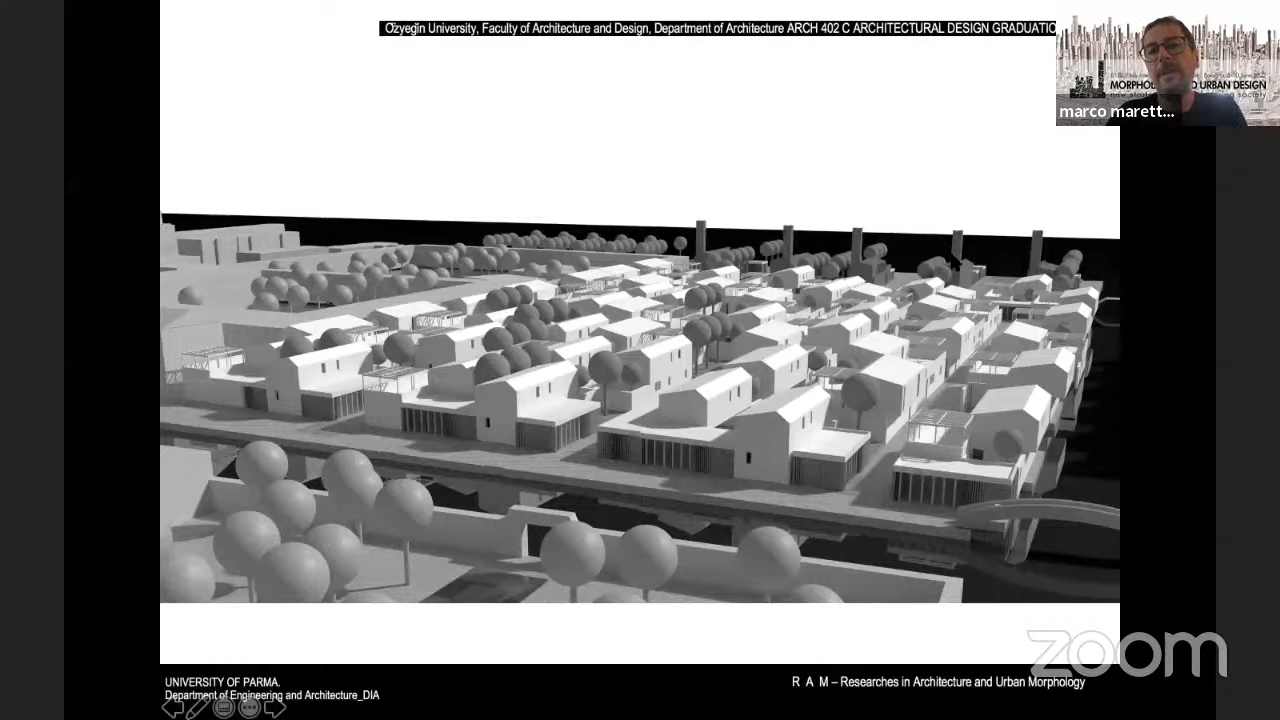 Özyeğin University, Faculty of Architecture and Design, Department of Architecture ARCH 402 C ARCHITECTURAL DESIGN GRADUATIO
URBAN DESIGN
marco marett...
zoom
UNIVERSITY OF PARMA.
Department of Engineering and Architecture_DIA
R A M – Researches in Architecture and Urban Morphology